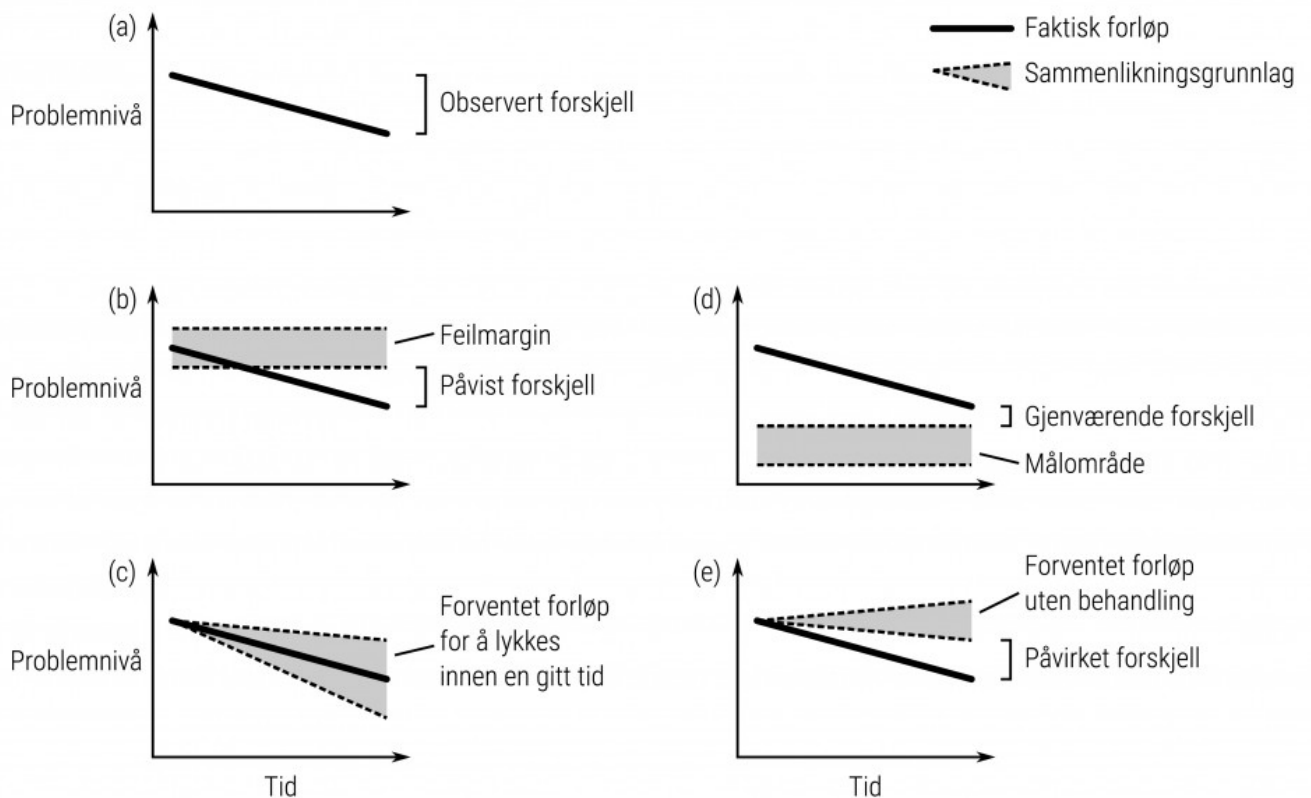 (a)
Problemnivå
Observert forskjell
Faktisk forløp
Sammenlikningsgrunnlag
(b)
Problemnivå
Feilmargin
Påvist forskjell
(d)
Gjenværende forskjell
Målområde
(c)
Problemnivå
Forventet forløp
for å lykkes
innen en gitt tid
Tid
(e)
Forventet forløp
uten behandling
Påvirket forskjell
Tid